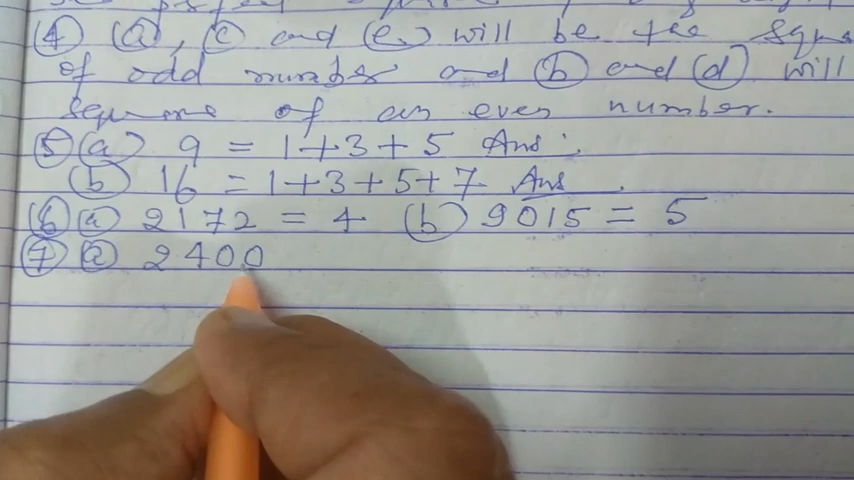 (4) (a), (c) and (e) will be the squa
of odd number and (b) and (d) will
square of an even number.
(5) (a) 9 = 1+3+5 Ans.
(b) 16 = 1+3+5+7 Ans.
(6) (a) 2172 = 4 (b) 9015 = 5
(7) (a) 2400